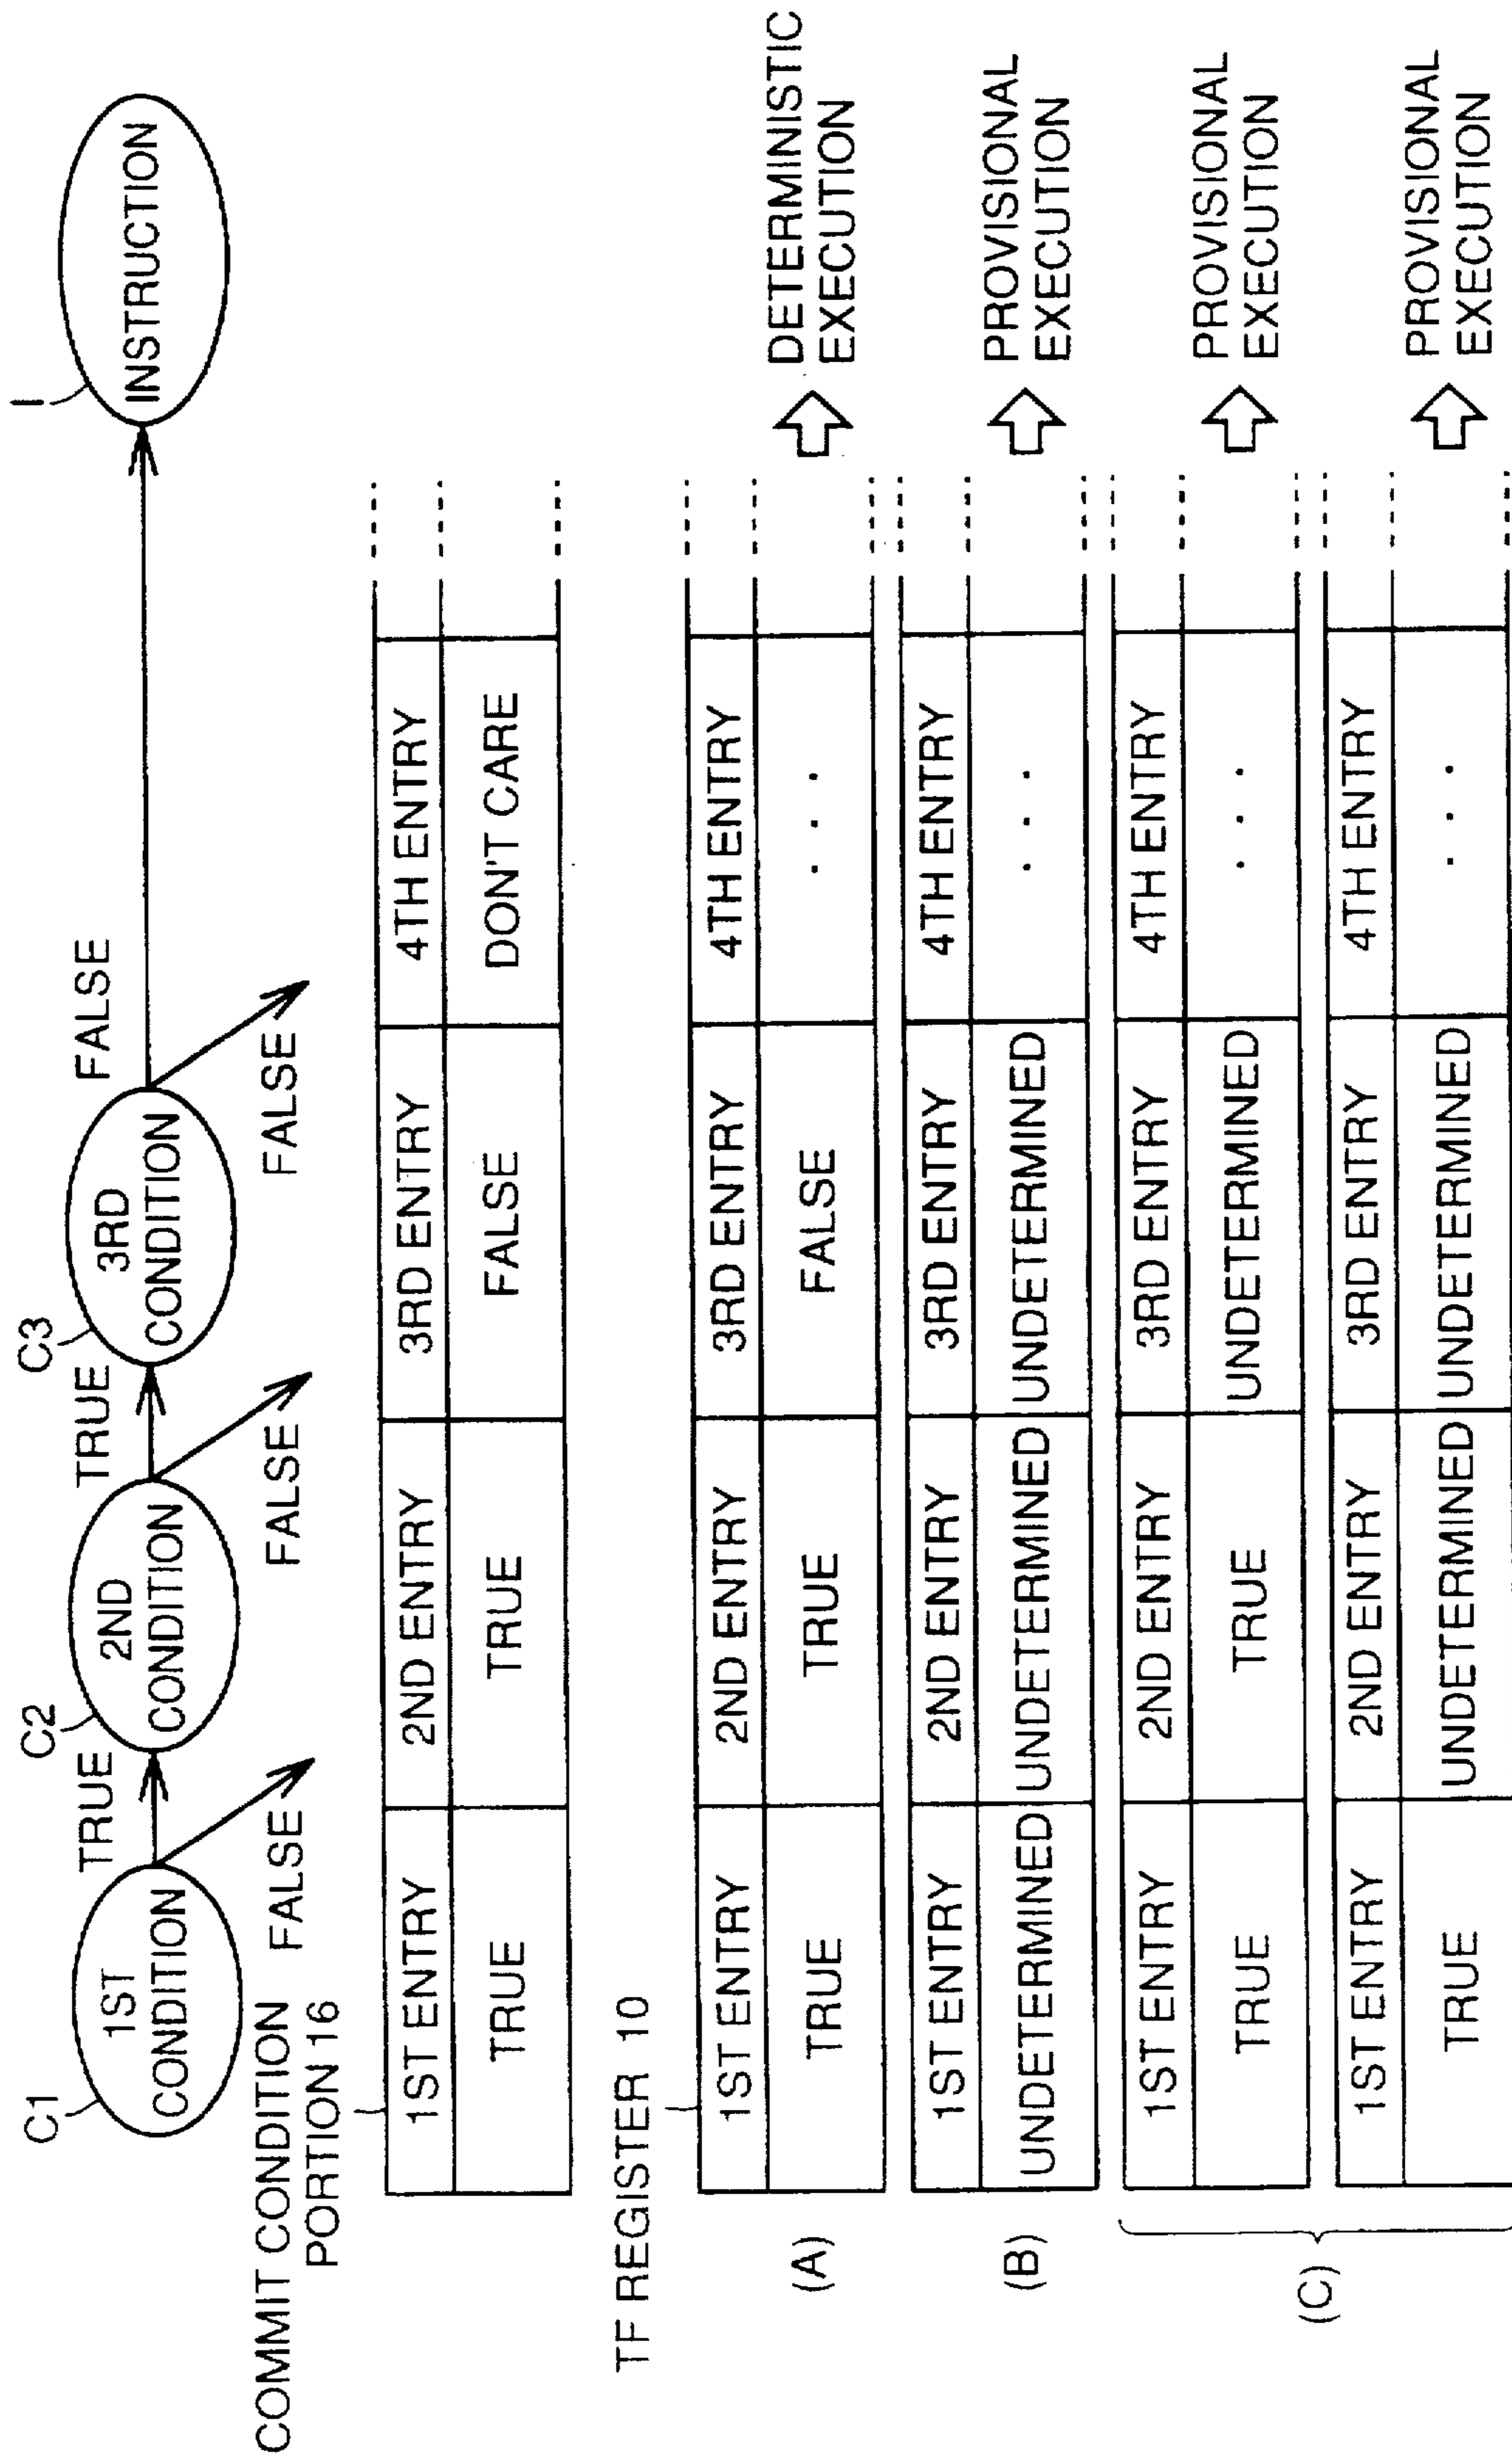 C1
C2
C3
I
1ST
CONDITION
TRUE
2ND
CONDITION
TRUE
3RD
CONDITION
FALSE
INSTRUCTION
FALSE
FALSE
FALSE
COMMIT CONDITION
PORTION 16
1ST ENTRY
2ND ENTRY
3RD ENTRY
4TH ENTRY
TRUE
TRUE
FALSE
DON'T CARE
TF REGISTER 10
(A)
1ST ENTRY
2ND ENTRY
3RD ENTRY
4TH ENTRY
TRUE
TRUE
FALSE
. . .
DETERMINISTIC
EXECUTION
(B)
1ST ENTRY
2ND ENTRY
3RD ENTRY
4TH ENTRY
UNDETERMINED
UNDETERMINED
UNDETERMINED
. . .
PROVISIONAL
EXECUTION
(C)
1ST ENTRY
2ND ENTRY
3RD ENTRY
4TH ENTRY
TRUE
TRUE
UNDETERMINED
. . .
PROVISIONAL
EXECUTION
1ST ENTRY
2ND ENTRY
3RD ENTRY
4TH ENTRY
TRUE
UNDETERMINED
UNDETERMINED
. . .
PROVISIONAL
EXECUTION